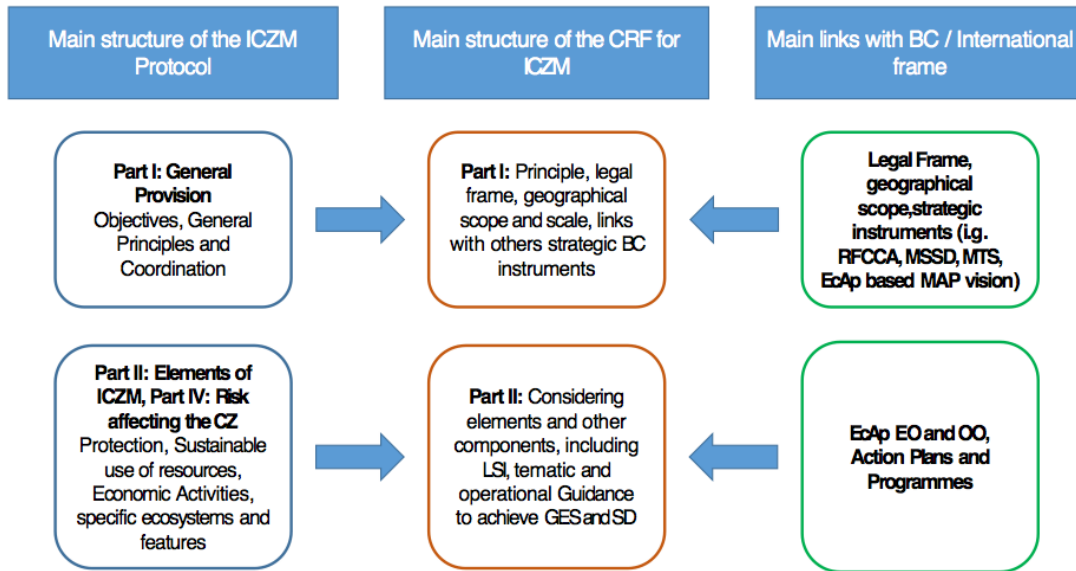 Main structure of the ICZM
Protocol
Main structure of the CRF for
ICZM
Main links with BC / International
frame
Part I: General
Provision
Objectives, General
Principles and
Coordination
Part I: Principle, legal
frame, geographical
scope and scale, links
with others strategic BC
instruments
Legal Frame,
geographical
scope,strategic
instruments (i.g.
RFCCA, MSSD, MTS,
EcAp based MAP vision)
Part II: Elements of
ICZM, Part IV: Risk
affecting the CZ
Protection, Sustainable
use of resources,
Economic Activities,
specific ecosystems and
features
Part II: Considering
elements and other
components, including
LSI, tematic and
operational Guidance
to achieve GES and SD
EcAp EO and OO,
Action Plans and
Programmes